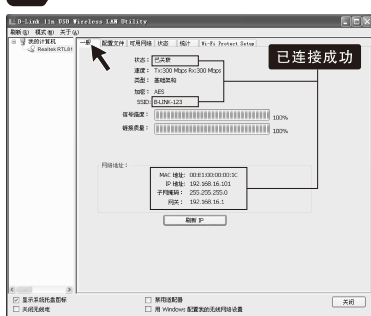 B-Link 11n USB Wireless LAN Utility
刷新(R) 模式(M) 关于(A)
我的计算机
Realtek RTL81
一般 配置文件 可用网络 状态 统计 Wi-Fi Protect Setup
已连接成功
状态： 已关联
速度： Tx:300 Mbps Rx:300 Mbps
类型： 基础架构
加密： AES
SSID: B-LINK-123
信号强度： 100%
链接质量： 100%
网络地址：
MAC 地址: 00:E1:00:00:00:1C
IP 地址: 192.168.16.101
子网掩码： 255.255.255.0
网关： 192.168.16.1
刷新 IP
显示系统托盘图标 禁用适配器 关闭
关闭无线电 用 Windows 配置我的无线网络设置